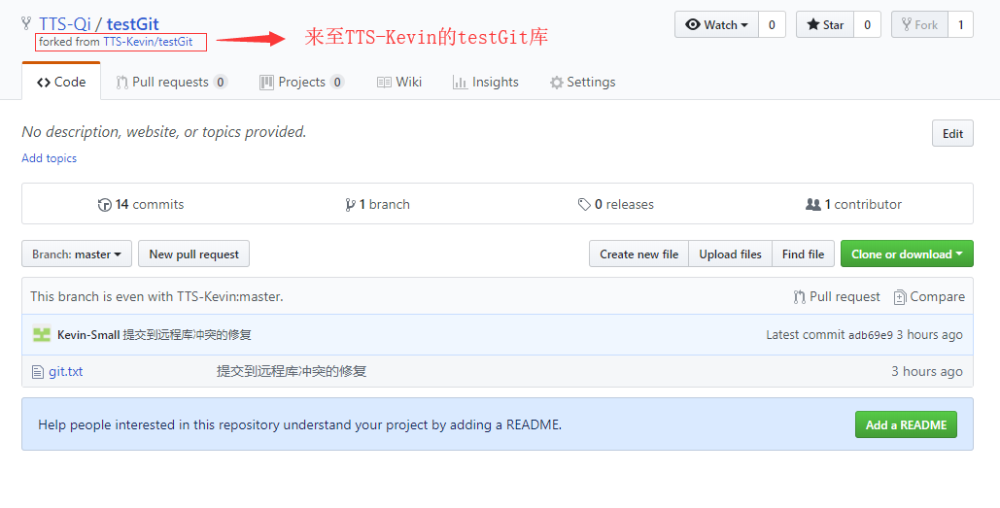 TTS-Qi / testGit
Watch 0 Star 0 Fork 1
forked from TTS-Kevin/testGit
来至TTS-Kevin的testGit库
Code Pull requests 0 Projects 0 Wiki Insights Settings
No description, website, or topics provided. Edit
Add topics
14 commits 1 branch 0 releases 1 contributor
Branch: master New pull request Create new file Upload files Find file Clone or download
This branch is even with TTS-Kevin:master. Pull request Compare
Kevin-Small 提交到远程库冲突的修复 Latest commit adb69e9 3 hours ago
git.txt 提交到远程库冲突的修复 3 hours ago
Help people interested in this repository understand your project by adding a README. Add a README